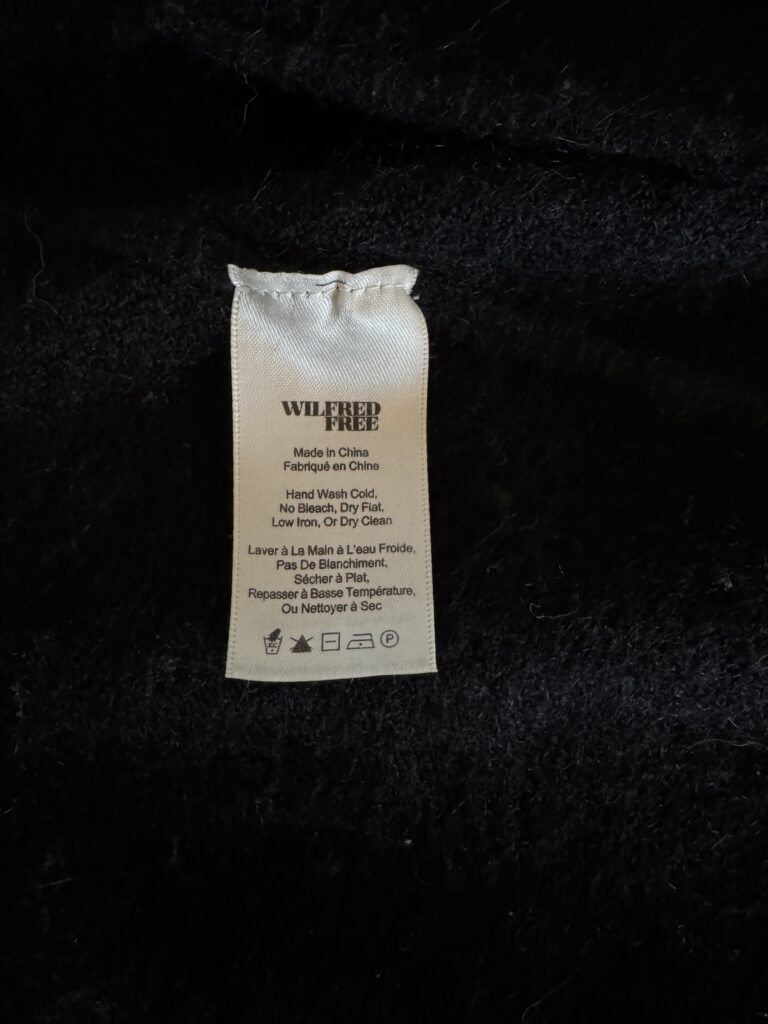 WILFRED
FREE
Made in China
Fabriqué en Chine
Hand Wash Cold,
No Bleach, Dry Flat,
Low Iron, Or Dry Clean
Laver à La Main à L'eau Froide,
Pas De Blanchiment,
Sécher à Plat,
Repasser à Basse Température,
Ou Nettoyer à Sec
P